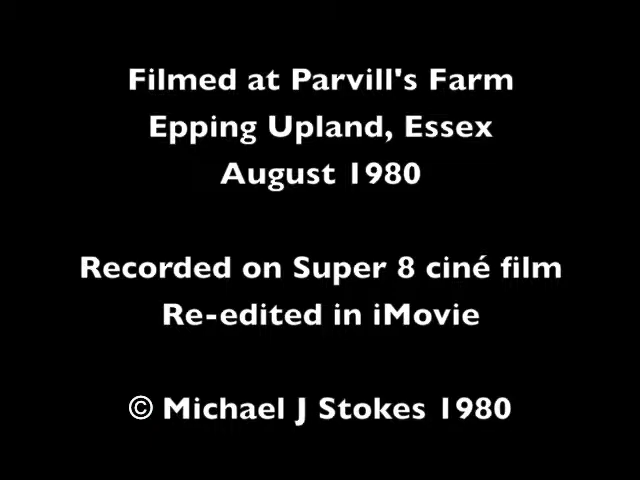 Filmed at Parvill's Farm
Epping Upland, Essex
August 1980
Recorded on Super 8 ciné film
Re-edited in iMovie
© Michael J Stokes 1980